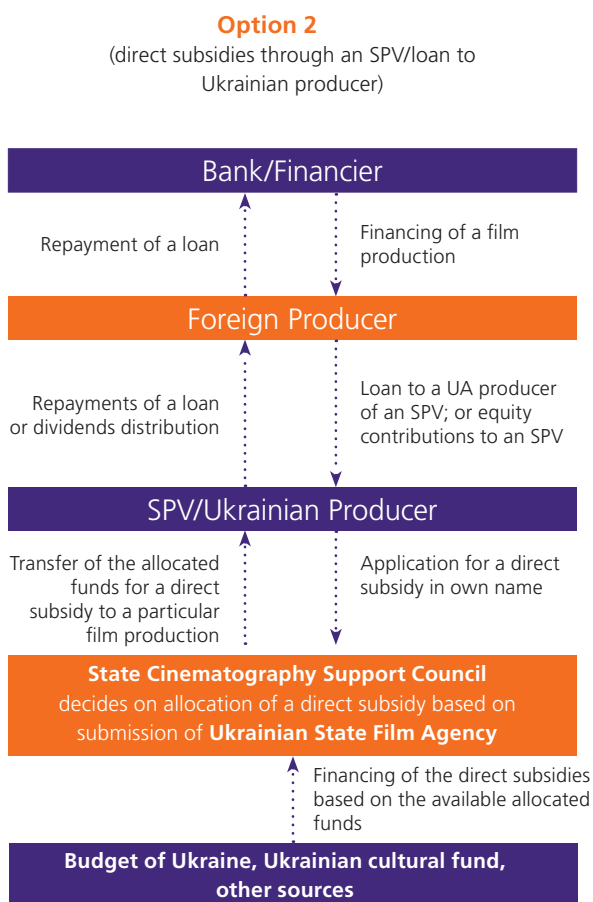 Option 2
(direct subsidies through an SPV/loan to
Ukrainian producer)
Bank/Financier
Repayment of a loan
Financing of a film
production
Foreign Producer
Repayments of a loan
or dividends distribution
Loan to a UA producer
of an SPV; or equity
contributions to an SPV
SPV/Ukrainian Producer
Transfer of the allocated
funds for a direct
subsidy to a particular
film production
Application for a direct
subsidy in own name
State Cinematography Support Council
decides on allocation of a direct subsidy based on
submission of Ukrainian State Film Agency
Financing of the direct subsidies
based on the available allocated
funds
Budget of Ukraine, Ukrainian cultural fund,
other sources